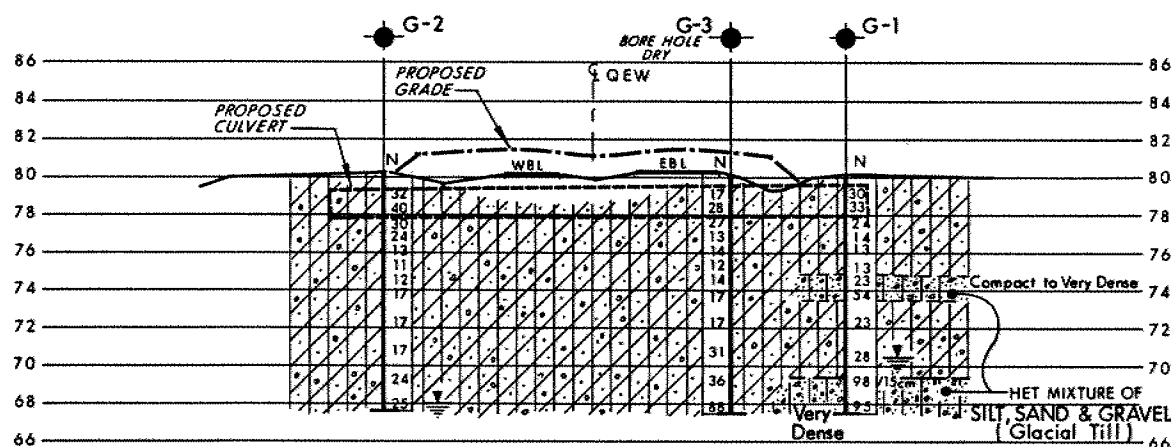 G-2
G-3
G-1
BORE HOLE
DRY
℄ QEW
PROPOSED
GRADE
PROPOSED
CULVERT
86
84
82
80
78
76
74
72
70
68
66
86
84
82
80
78
76
74
72
70
68
66
WBL
EBL
N
32
40
30
24
13
11
12
17
17
17
24
25
N
17
28
27
13
14
12
14
17
17
31
36
88
N
30
33
24
14
13
13
23
54
23
28
98 /15cm
95
Compact to Very Dense
HET MIXTURE OF
SILT, SAND & GRAVEL
(Glacial Till)
Very
Dense